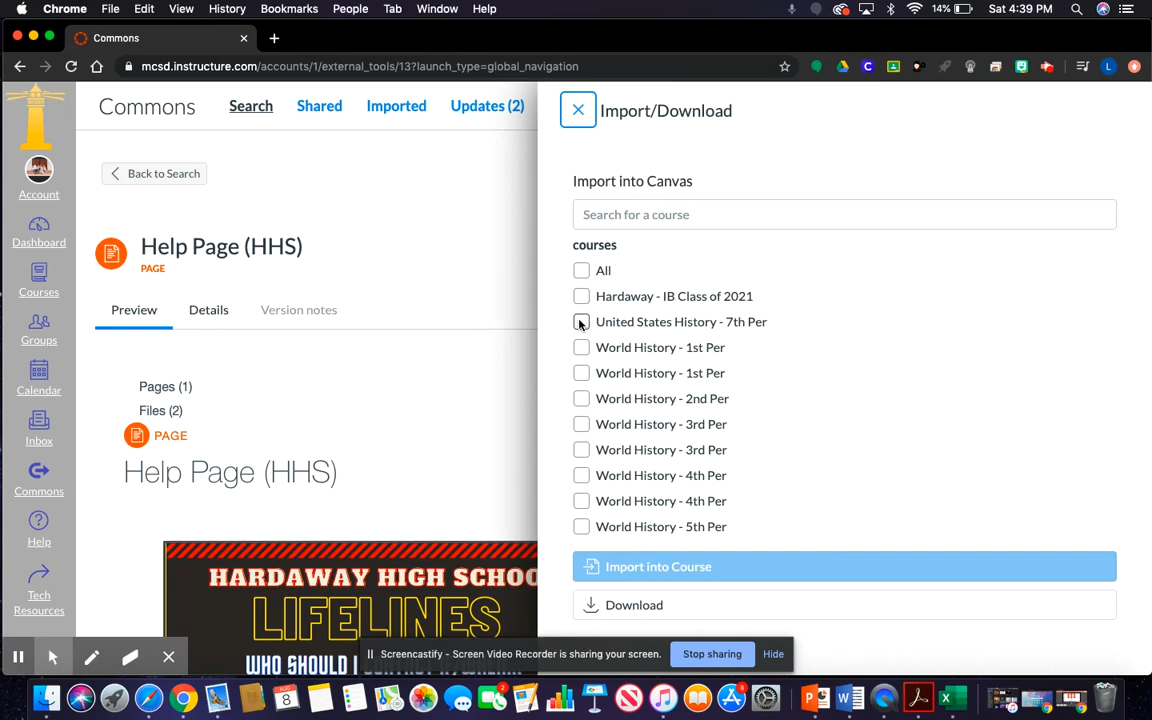 Chrome File Edit View History Bookmarks People Tab Window Help 14% Sat 4:39 PM
Commons
mcsd.instructure.com/accounts/1/external_tools/13?launch_type=global_navigation
Commons Search Shared Imported Updates (2)
Import/Download
Back to Search
Import into Canvas
Account
Search for a course
Dashboard
Help Page (HHS)
courses
PAGE
All
Courses
Hardaway - IB Class of 2021
Preview Details Version notes
United States History - 7th Per
Groups
World History - 1st Per
World History - 1st Per
Calendar
Pages (1)
World History - 2nd Per
Files (2)
World History - 3rd Per
PAGE
Inbox
World History - 3rd Per
Help Page (HHS)
World History - 4th Per
Commons
World History - 4th Per
World History - 5th Per
Help
Import into Course
HARDAWAY HIGH SCHOO
Tech
Resources
Download
LIFELINES
Screencastify - Screen Video Recorder is sharing your screen. Stop sharing Hide
WHO SHOULD I